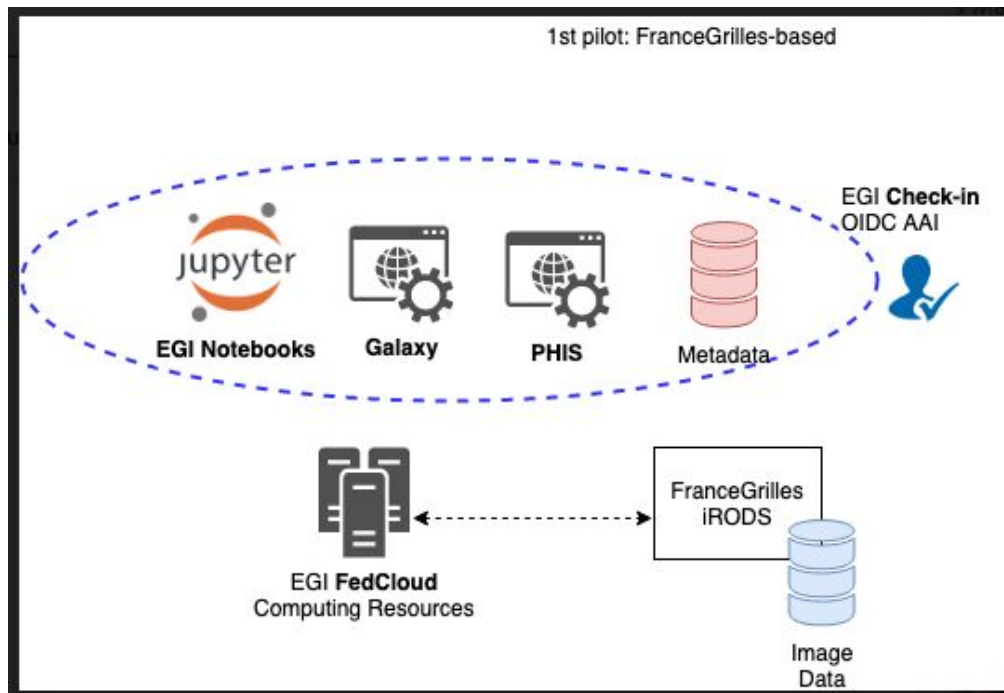 1st pilot: FranceGrilles-based
EGI Check-in
OIDC AAI
jupyter
EGI Notebooks
Galaxy
PHIS
Metadata
FranceGrilles
iRODS
EGI FedCloud
Computing Resources
Image
Data